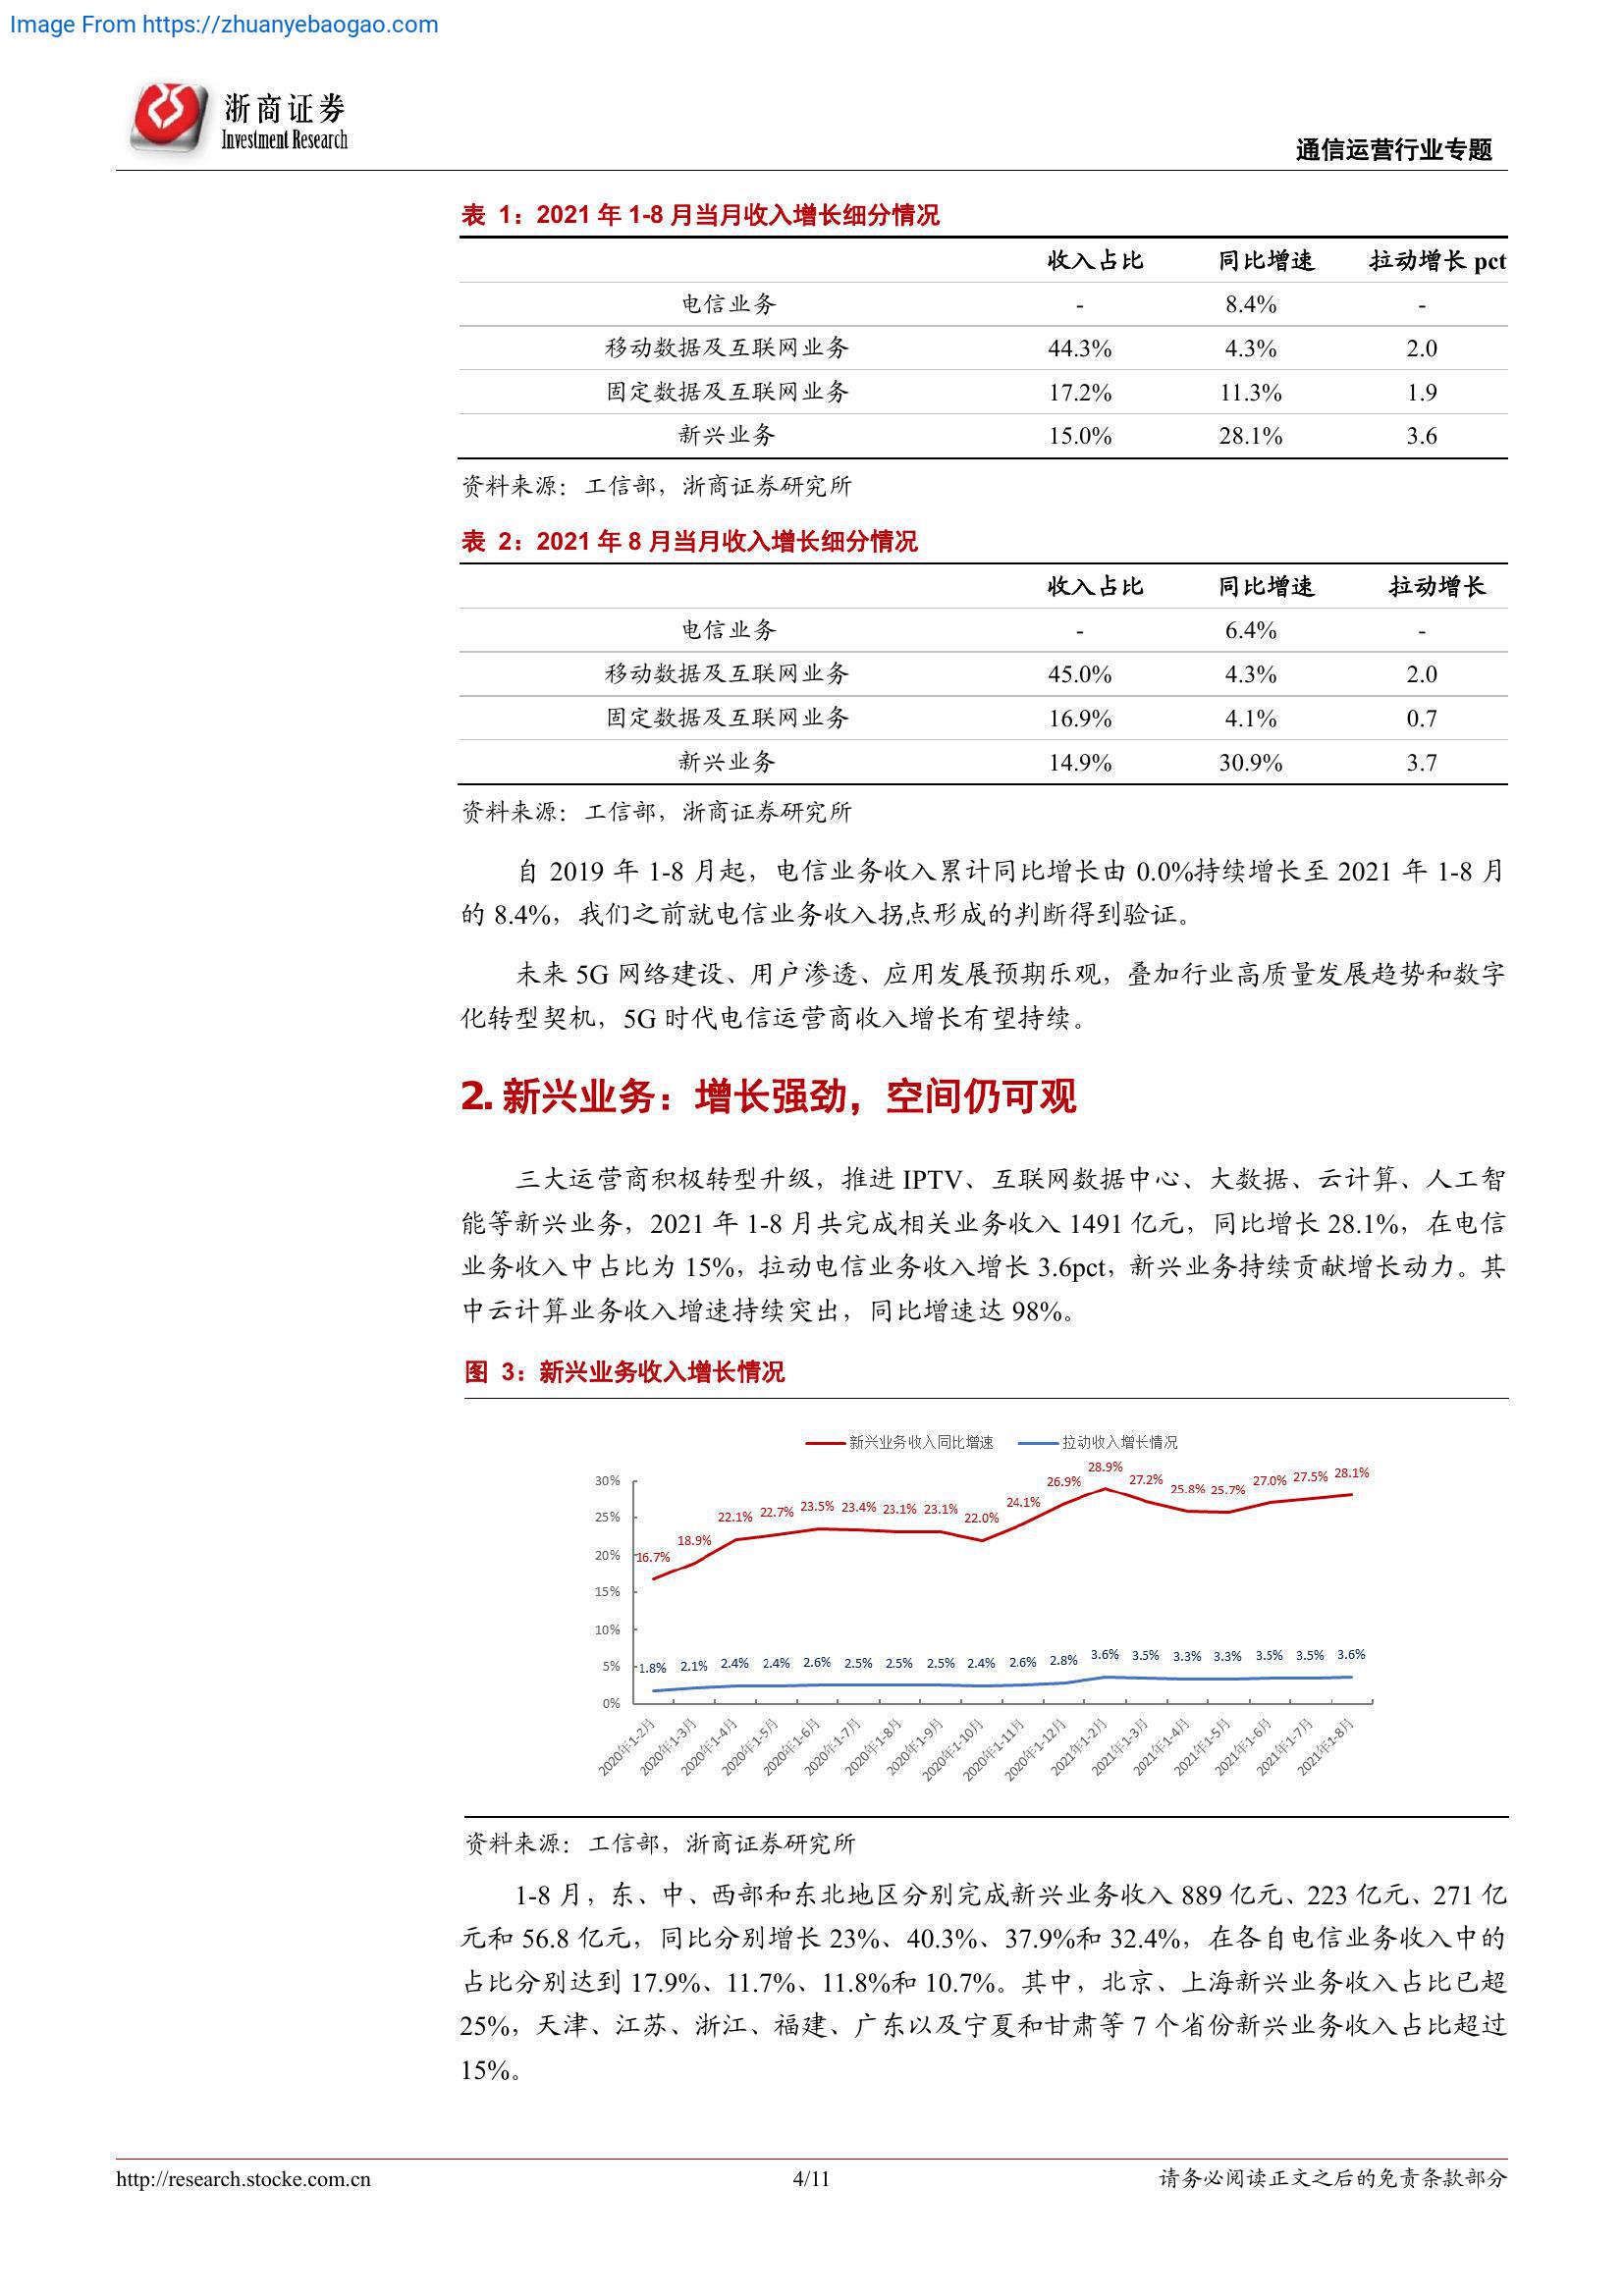 Image From https://zhuanyebaogao.com
浙商证券
Investment Research
通信运营行业专题
表 1：2021 年 1-8 月当月收入增长细分情况
收入占比 同比增速 拉动增长 pct
电信业务 - 8.4% -
移动数据及互联网业务 44.3% 4.3% 2.0
固定数据及互联网业务 17.2% 11.3% 1.9
新兴业务 15.0% 28.1% 3.6
资料来源：工信部，浙商证券研究所
表 2：2021 年 8 月当月收入增长细分情况
收入占比 同比增速 拉动增长
电信业务 - 6.4% -
移动数据及互联网业务 45.0% 4.3% 2.0
固定数据及互联网业务 16.9% 4.1% 0.7
新兴业务 14.9% 30.9% 3.7
资料来源：工信部，浙商证券研究所
自 2019 年 1-8 月起，电信业务收入累计同比增长由 0.0%持续增长至 2021 年 1-8 月
的 8.4%，我们之前就电信业务收入拐点形成的判断得到验证。
未来 5G 网络建设、用户渗透、应用发展预期乐观，叠加行业高质量发展趋势和数字
化转型契机，5G 时代电信运营商收入增长有望持续。
2. 新兴业务：增长强劲，空间仍可观
三大运营商积极转型升级，推进 IPTV、互联网数据中心、大数据、云计算、人工智
能等新兴业务，2021 年 1-8 月共完成相关业务收入 1491 亿元，同比增长 28.1%，在电信
业务收入中占比为 15%，拉动电信业务收入增长 3.6pct，新兴业务持续贡献增长动力。其
中云计算业务收入增速持续突出，同比增速达 98%。
图 3：新兴业务收入增长情况
新兴业务收入同比增速 拉动收入增长情况
30% 25% 20% 15% 10% 5% 0%
16.7% 18.9% 22.1% 22.7% 23.5% 23.4% 23.1% 23.1% 22.0% 24.1% 26.9% 28.9% 27.2% 25.8% 25.7% 27.0% 27.5% 28.1%
1.8% 2.1% 2.4% 2.4% 2.6% 2.5% 2.5% 2.5% 2.4% 2.6% 2.8% 3.6% 3.5% 3.3% 3.3% 3.5% 3.5% 3.6%
2020年1-2月 2020年1-3月 2020年1-4月 2020年1-5月 2020年1-6月 2020年1-7月 2020年1-8月 2020年1-9月 2020年1-10月 2020年1-11月 2020年1-12月 2021年1-2月 2021年1-3月 2021年1-4月 2021年1-5月 2021年1-6月 2021年1-7月 2021年1-8月
资料来源：工信部，浙商证券研究所
1-8 月，东、中、西部和东北地区分别完成新兴业务收入 889 亿元、223 亿元、271 亿
元和 56.8 亿元，同比分别增长 23%、40.3%、37.9%和 32.4%，在各自电信业务收入中的
占比分别达到 17.9%、11.7%、11.8%和 10.7%。其中，北京、上海新兴业务收入占比已超
25%，天津、江苏、浙江、福建、广东以及宁夏和甘肃等 7 个省份新兴业务收入占比超过
15%。
http://research.stocke.com.cn 4/11 请务必阅读正文之后的免责条款部分